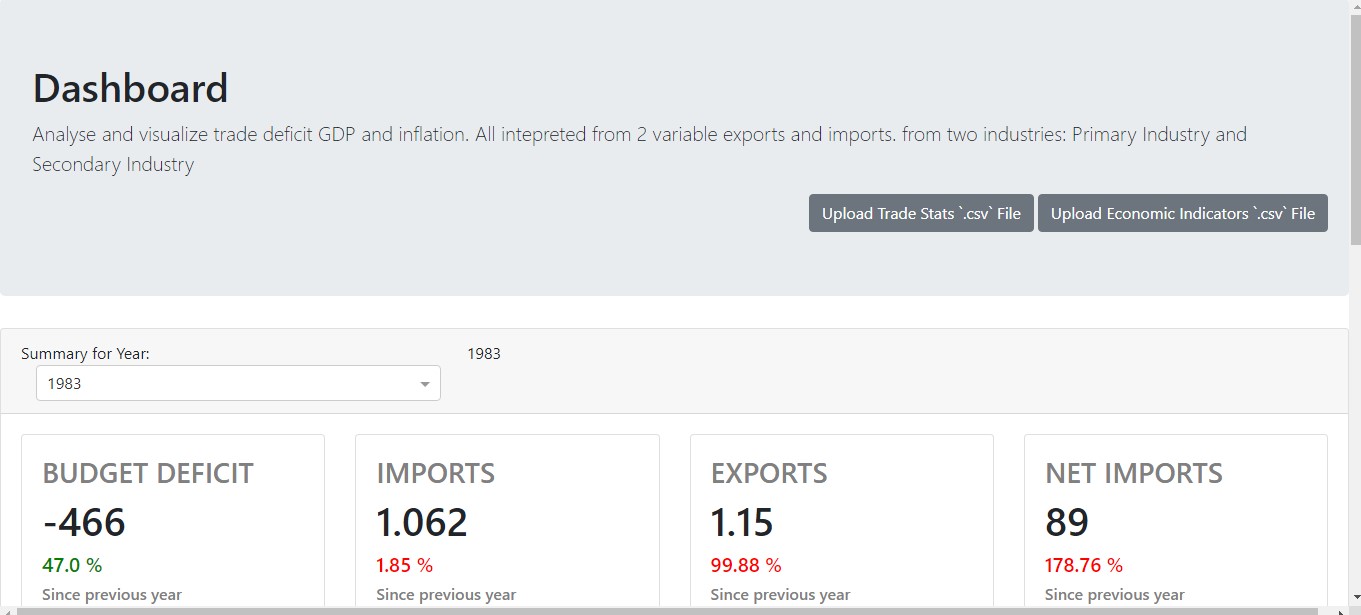 Dashboard
Analyse and visualize trade deficit GDP and inflation. All intepreted from 2 variable exports and imports. from two industries: Primary Industry and
Secondary Industry
Upload Trade Stats `.csv` File
Upload Economic Indicators `.csv` File
Summary for Year:
1983
1983
BUDGET DEFICIT
-466
47.0 %
Since previous year
IMPORTS
1.062
1.85 %
Since previous year
EXPORTS
1.15
99.88 %
Since previous year
NET IMPORTS
89
178.76 %
Since previous year